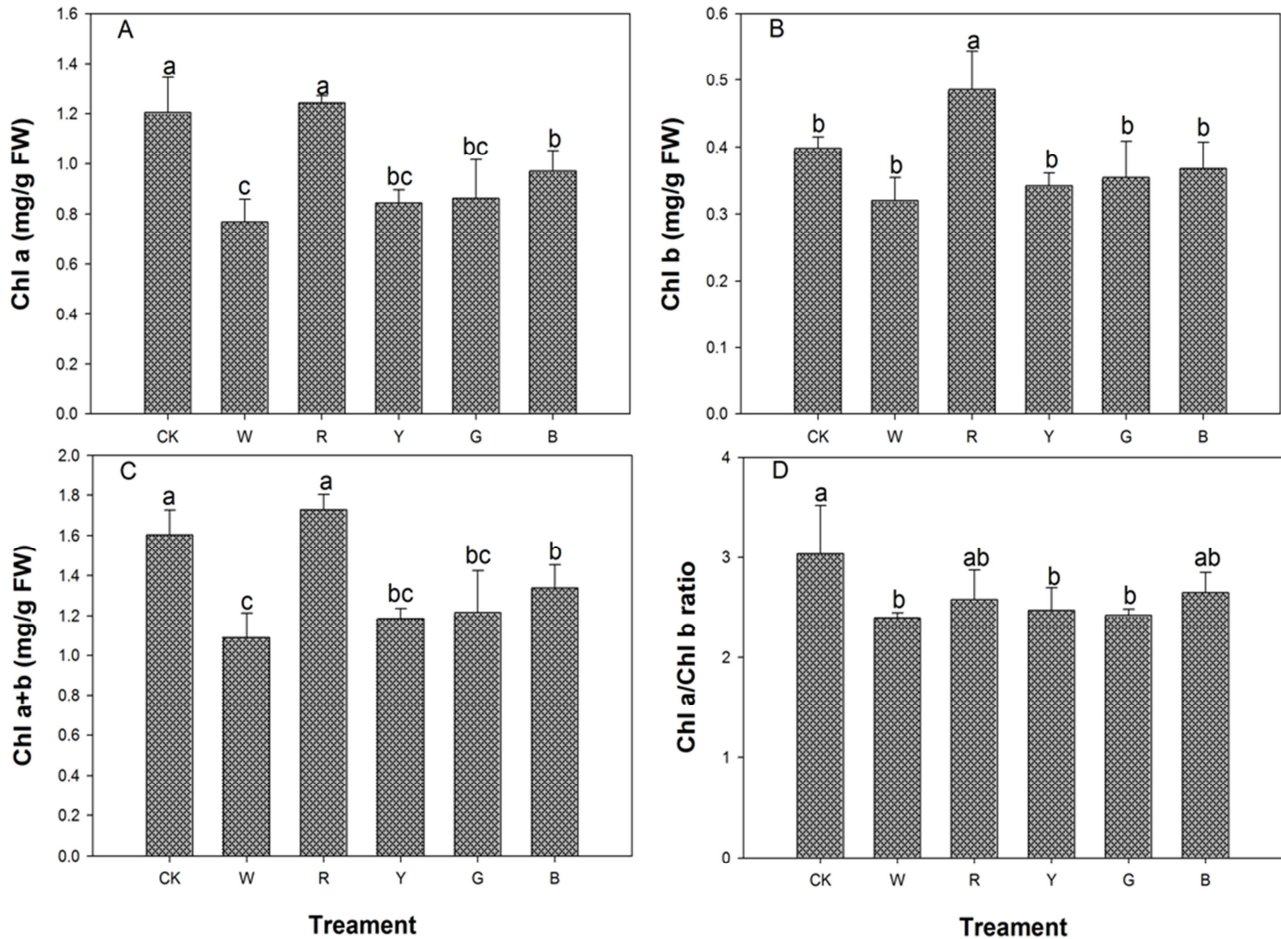 A
Chl a (mg/g FW)
1.6
1.4
1.2
1.0
0.8
0.6
0.4
0.2
0.0
a
c
a
bc
bc
b
CK W R Y G B
B
Chl b (mg/g FW)
0.6
0.5
0.4
0.3
0.2
0.1
0.0
b
b
a
b
b
b
CK W R Y G B
C
Chl a+b (mg/g FW)
2.0
1.8
1.6
1.4
1.2
1.0
0.8
0.6
0.4
0.2
0.0
a
c
a
bc
bc
b
CK W R Y G B
Treament
D
Chl a/Chl b ratio
4
3
2
1
0
a
b
ab
b
b
ab
CK W R Y G B
Treament